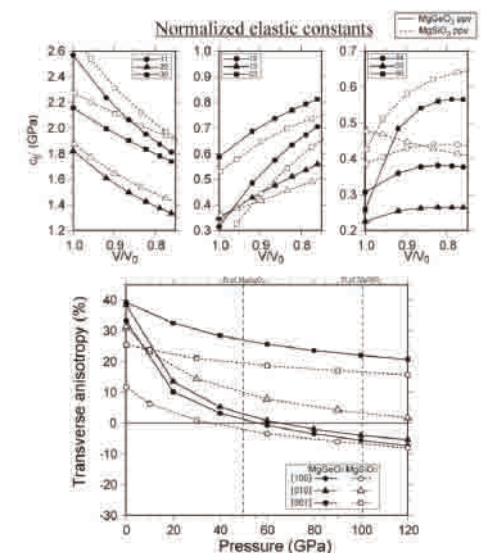 Normalized elastic constants
MgGeO₃ ppv
MgSiO₃ ppv
2.6
2.4
2.2
2.0
1.8
1.6
1.4
1.2
1.0
0.9
0.8
0.7
0.6
0.5
0.4
0.3
0.7
0.6
0.5
0.4
0.3
0.2
cij' (GPa)
1.0 0.9 0.8
1.0 0.9 0.8
1.0 0.9 0.8
V/V₀
V/V₀
V/V₀
Transverse anisotropy (%)
40
30
20
10
0
-10
-20
-30
MgGeO₃ MgSiO₃
[100]
[010]
[001]
0 20 40 60 80 100 120
Pressure (GPa)